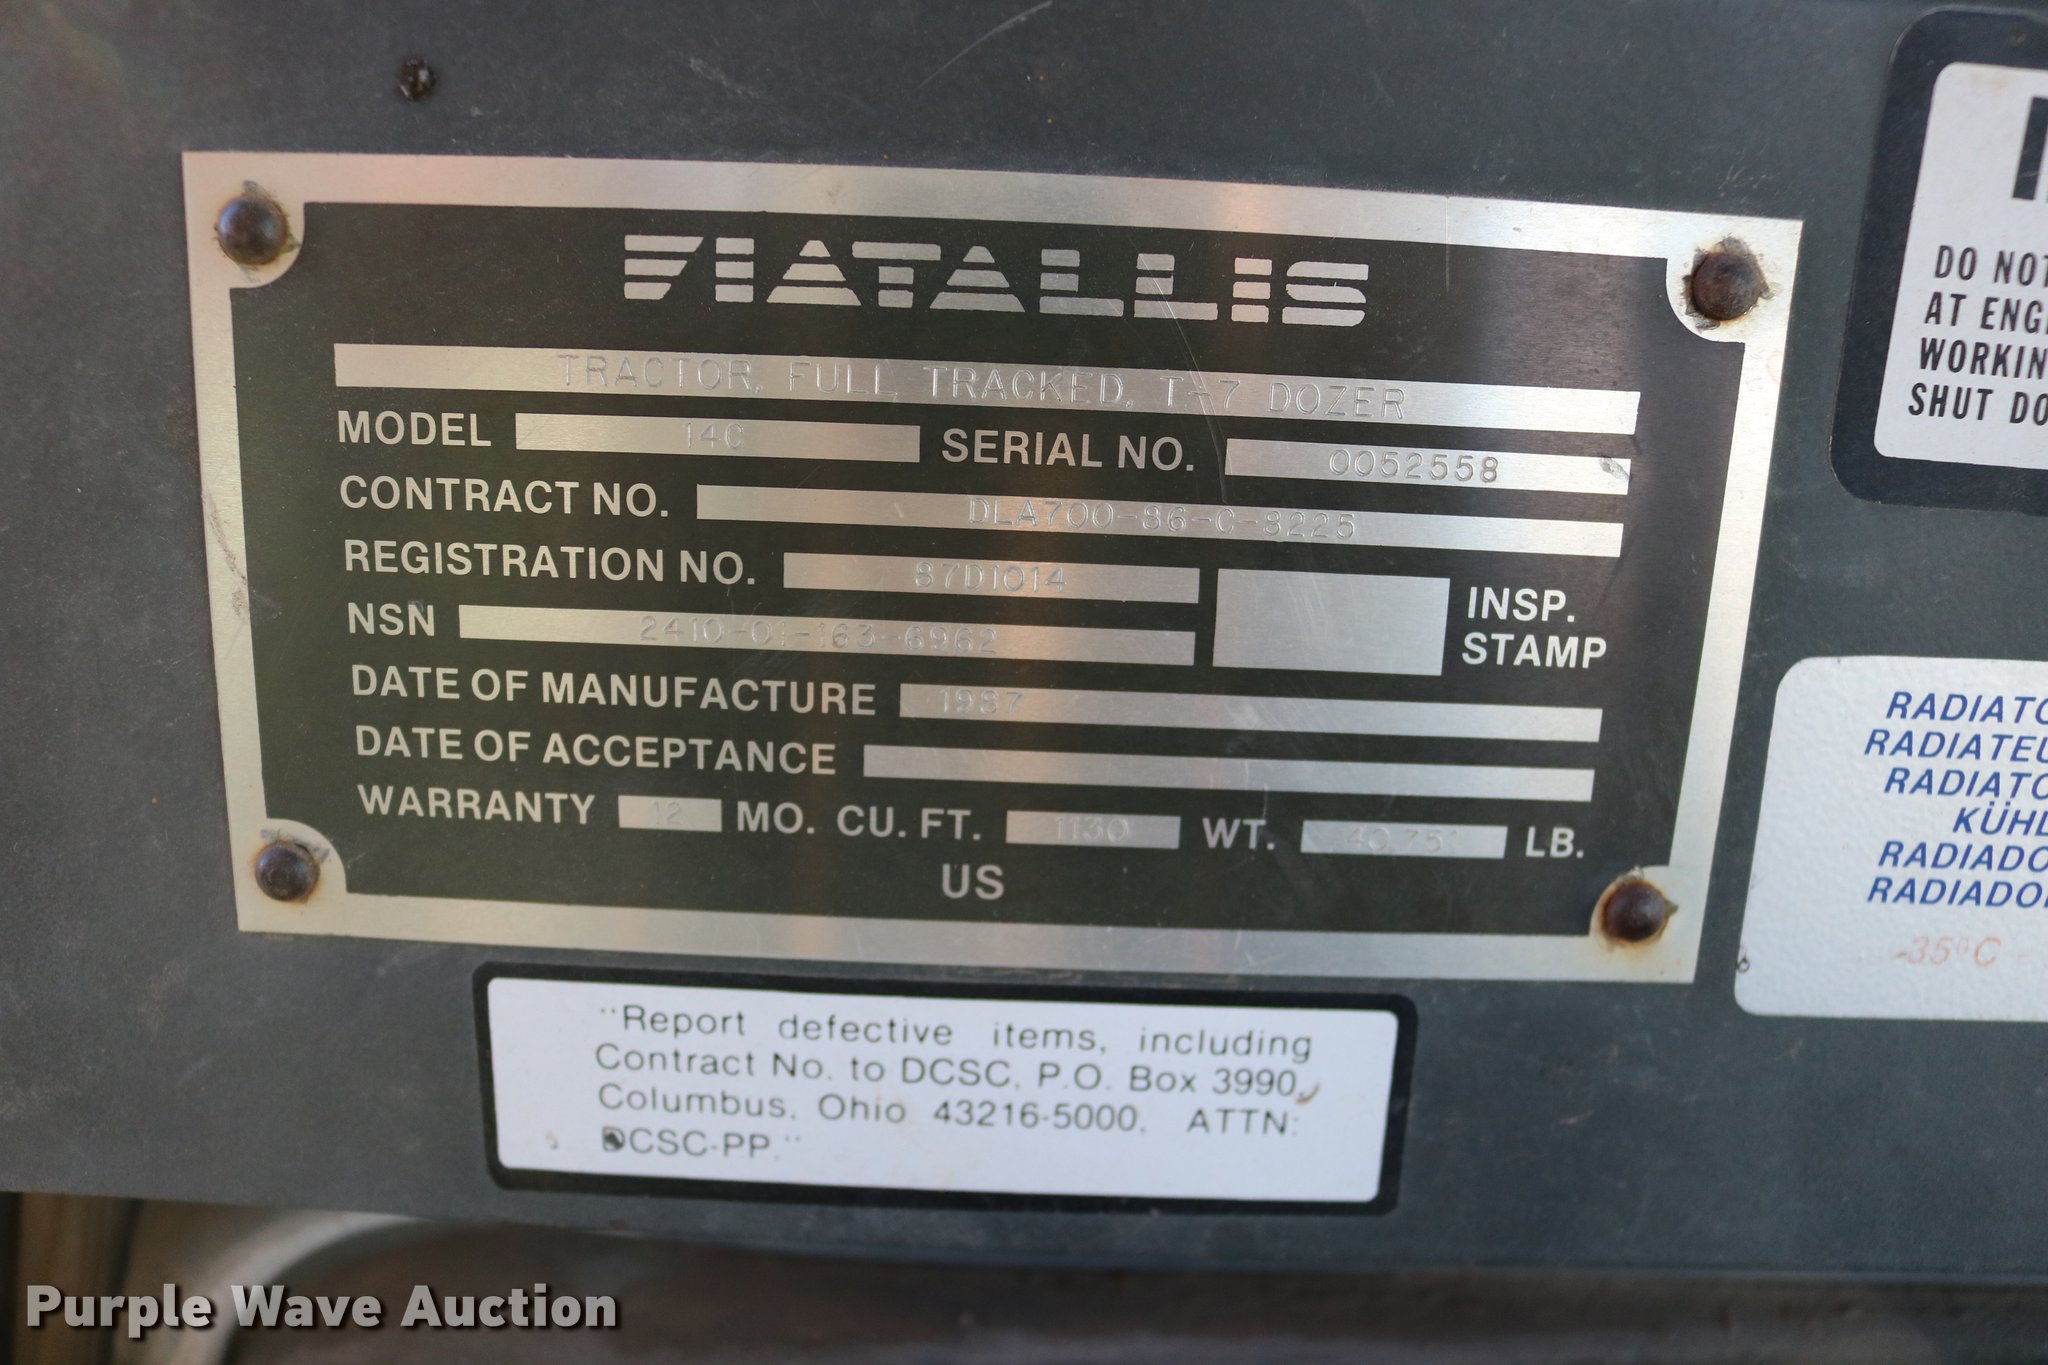 FIATALLIS
TRACTOR, FULL TRACKED, T-7 DOZER
MODEL 14C SERIAL NO. 0052558
CONTRACT NO. DLA700-86-C-8225
REGISTRATION NO. 87D1014
NSN 2410-01-163-6962
INSP.
STAMP
DATE OF MANUFACTURE 1987
DATE OF ACCEPTANCE
WARRANTY 12 MO. CU. FT. 1130 WT. 40,751 LB.
US
"Report defective items, including
Contract No. to DCSC, P.O. Box 3990,
Columbus, Ohio 43216-5000, ATTN:
DCSC-PP."
DO NOT
AT ENGI
WORKIN
SHUT DO
RADIATO
RADIATEU
RADIATO
KÜHL
RADIADO
RADIADO
-35°C -
Purple Wave Auction